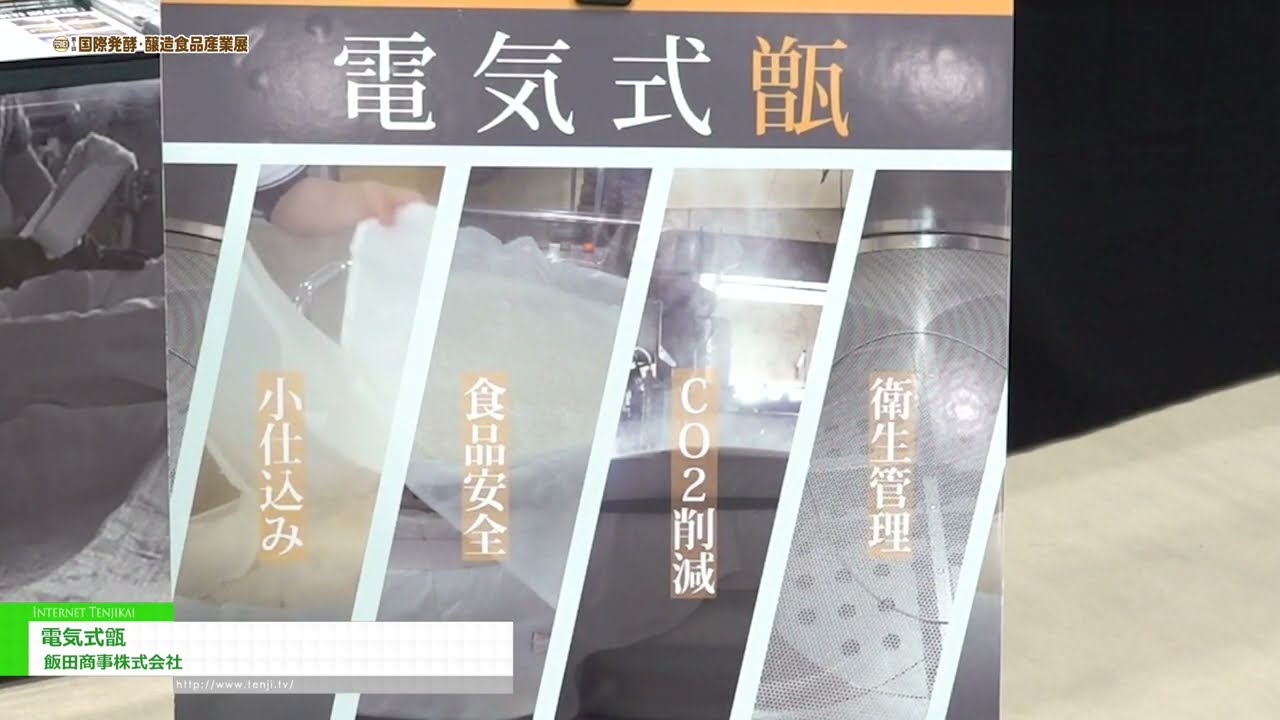 国際発酵・醸造食品産業展
電気式甑
小仕込み
食品安全
CO2削減
衛生管理
INTERNET TENJIKAI
電気式甑
飯田商事株式会社
http://www.tenji.tv/